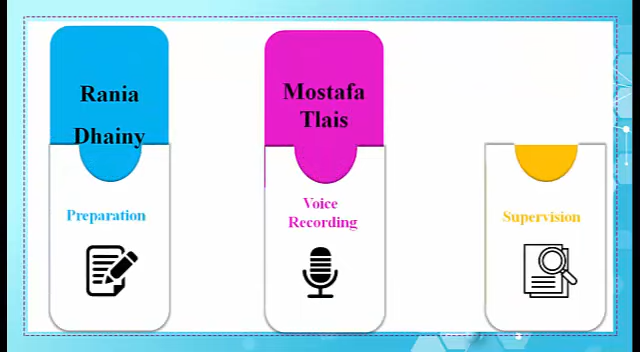 Rania
Dhainy
Preparation
Mostafa
Tlais
Voice
Recording
Supervision